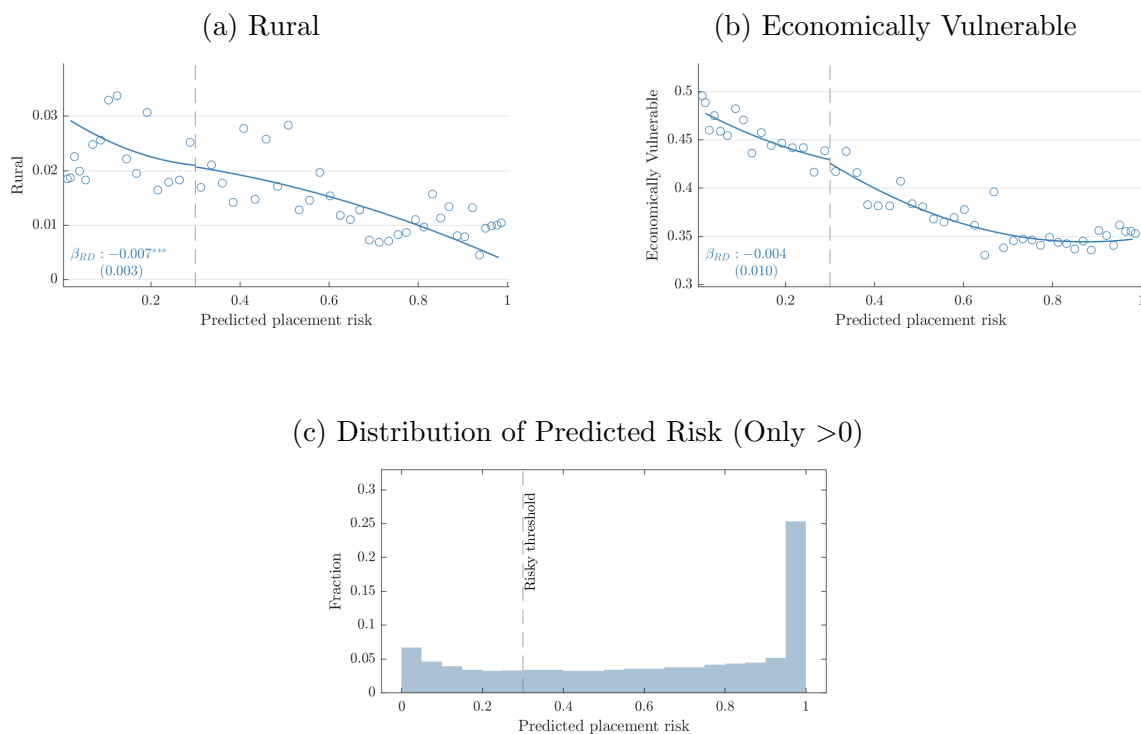 (a) Rural
0.03
0.02
0.01
0
Rural
β_RD : −0.007***
(0.003)
0.2
0.4
0.6
0.8
1
Predicted placement risk
(b) Economically Vulnerable
0.5
0.45
0.4
0.35
0.3
Economically Vulnerable
β_RD : −0.004
(0.010)
0.2
0.4
0.6
0.8
1
Predicted placement risk
(c) Distribution of Predicted Risk (Only >0)
0.3
0.25
0.2
0.15
0.1
0.05
0
Fraction
Risky threshold
0
0.2
0.4
0.6
0.8
1
Predicted placement risk